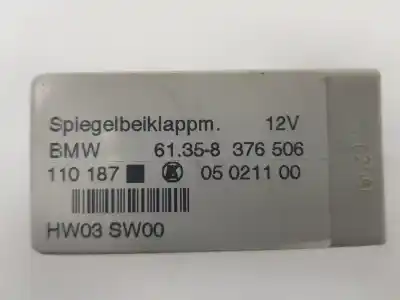 Spiegelbeiklappm. 12V
BMW 61.35-8 376 506
110 187 05 0211 00
HW03 SW00